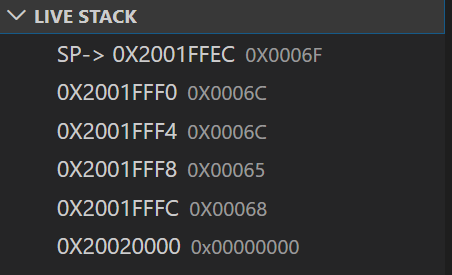 LIVE STACK
SP-> 0X2001FFEC 0X0006F
0X2001FFF0 0X0006C
0X2001FFF4 0X0006C
0X2001FFF8 0X00065
0X2001FFFC 0X00068
0X20020000 0x00000000